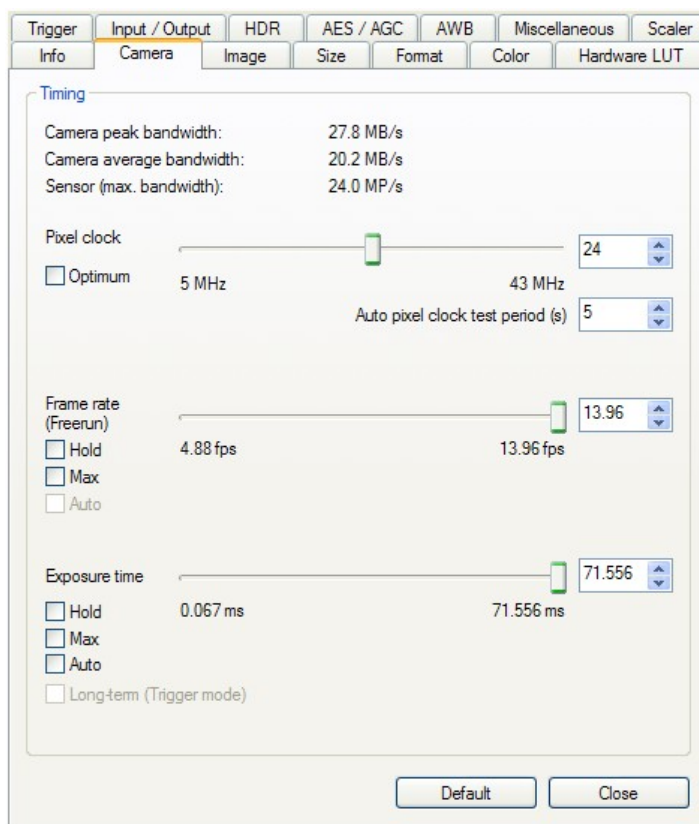 Trigger Input / Output HDR AES / AGC AWB Miscellaneous Scaler
Info Camera Image Size Format Color Hardware LUT
Timing
Camera peak bandwidth: 27.8 MB/s
Camera average bandwidth: 20.2 MB/s
Sensor (max. bandwidth): 24.0 MP/s
Pixel clock 24
Optimum 5 MHz 43 MHz
Auto pixel clock test period (s) 5
Frame rate
(Freerun) 13.96
Hold 4.88 fps 13.96 fps
Max
Auto
Exposure time 71.556
Hold 0.067 ms 71.556 ms
Max
Auto
Long-term (Trigger mode)
Default Close